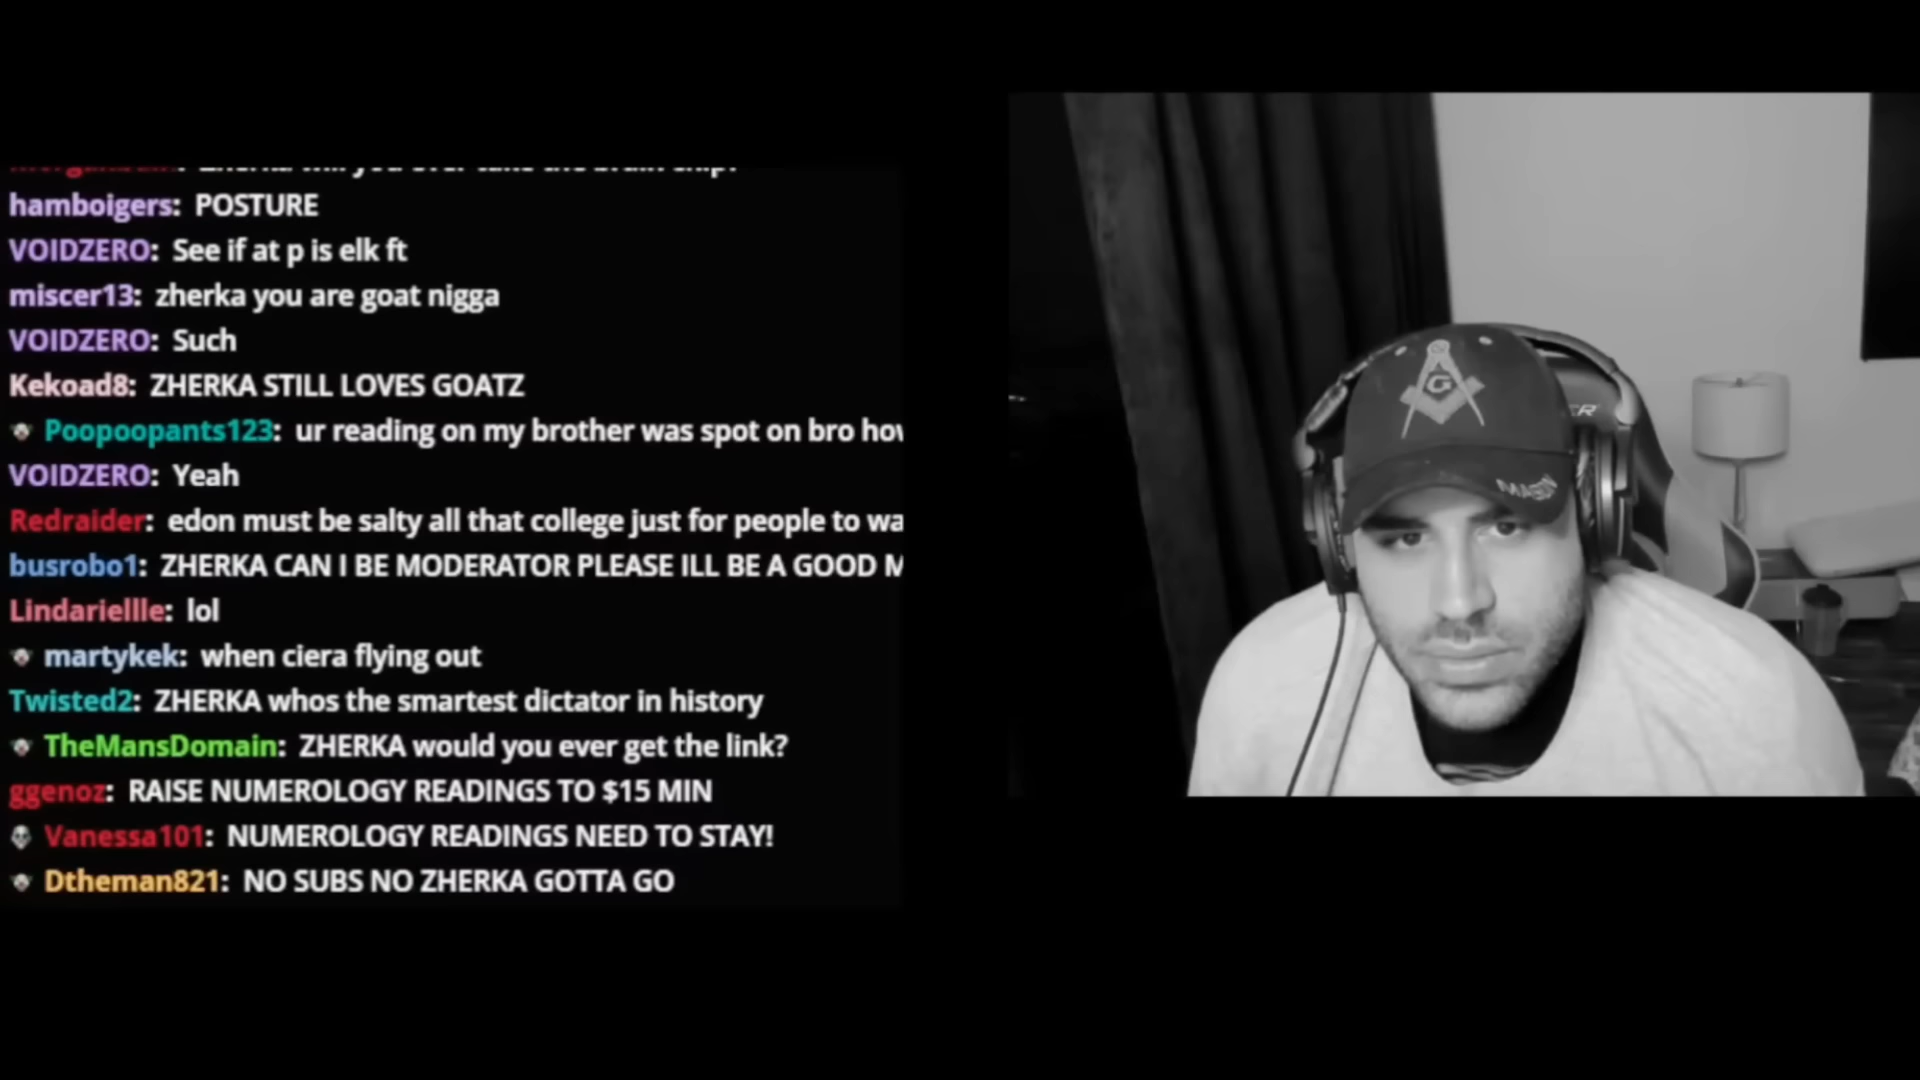 hamboigers: POSTURE
VOIDZERO: See if at p is elk ft
miscer13: zherka you are goat nigga
VOIDZERO: Such
Kekoad8: ZHERKA STILL LOVES GOATZ
Poopoopants123: ur reading on my brother was spot on bro
VOIDZERO: Yeah
Redraider: edon must be salty all that college just for people to
busrobo1: ZHERKA CAN I BE MODERATOR PLEASE ILL BE A GOOD
Lindariellle: lol
martykek: when ciera flying out
Twisted2: ZHERKA whos the smartest dictator in history
TheMansDomain: ZHERKA would you ever get the link?
ggenoz: RAISE NUMEROLOGY READINGS TO $15 MIN
Vanessa101: NUMEROLOGY READINGS NEED TO STAY!
Dtheman821: NO SUBS NO ZHERKA GOTTA GO
G